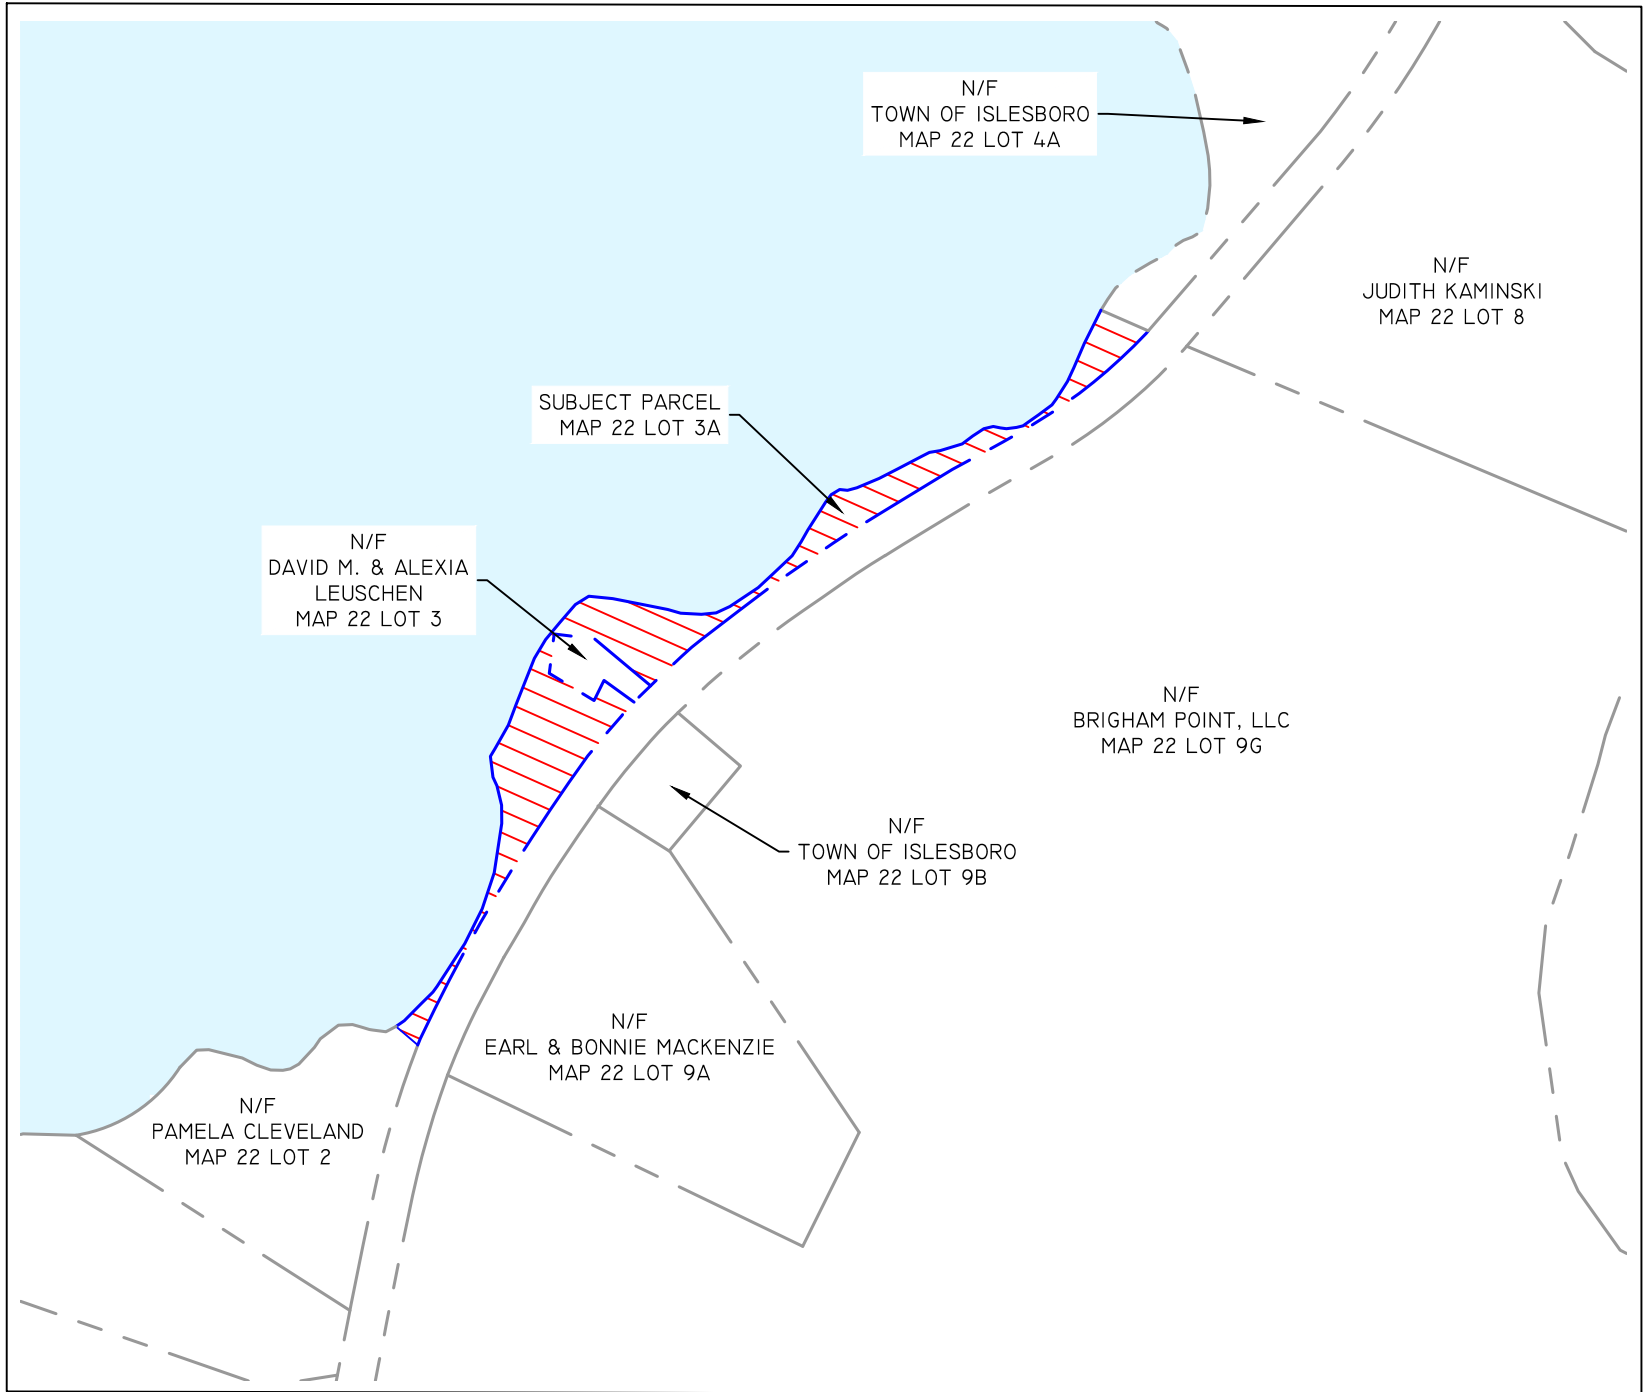 N/F
TOWN OF ISLESBORO
MAP 22 LOT 4A
N/F
JUDITH KAMINSKI
MAP 22 LOT 8
SUBJECT PARCEL
MAP 22 LOT 3A
N/F
DAVID M. & ALEXIA
LEUSCHEN
MAP 22 LOT 3
N/F
BRIGHAM POINT, LLC
MAP 22 LOT 9G
N/F
TOWN OF ISLESBORO
MAP 22 LOT 9B
N/F
EARL & BONNIE MACKENZIE
MAP 22 LOT 9A
N/F
PAMELA CLEVELAND
MAP 22 LOT 2